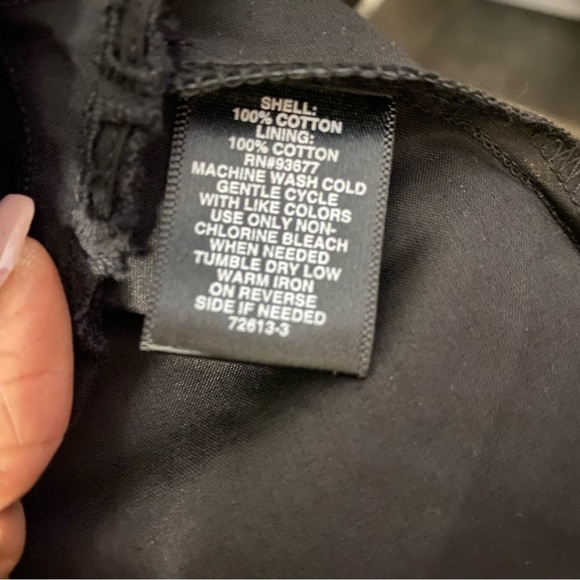 SHELL:
100% COTTON
LINING:
100% COTTON
RN#93677
MACHINE WASH COLD
GENTLE CYCLE
WITH LIKE COLORS
USE ONLY NON-
CHLORINE BLEACH
WHEN NEEDED
TUMBLE DRY LOW
WARM IRON
ON REVERSE
SIDE IF NEEDED
72613-3